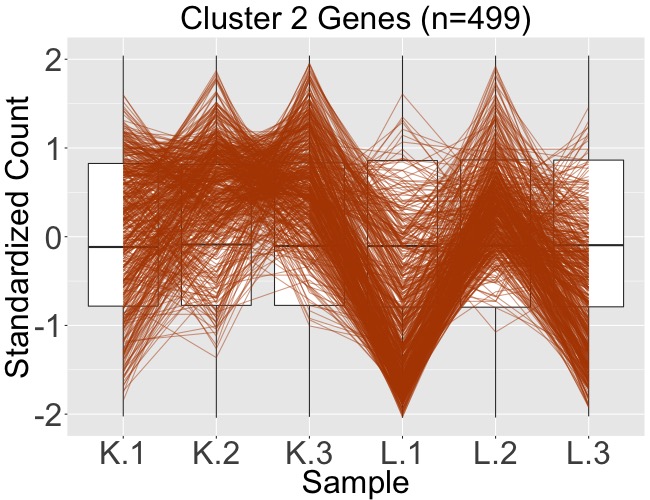 Cluster 2 Genes (n=499)
Standardized Count
2
1
0
-1
-2
K.1 K.2 K.3 L.1 L.2 L.3
Sample